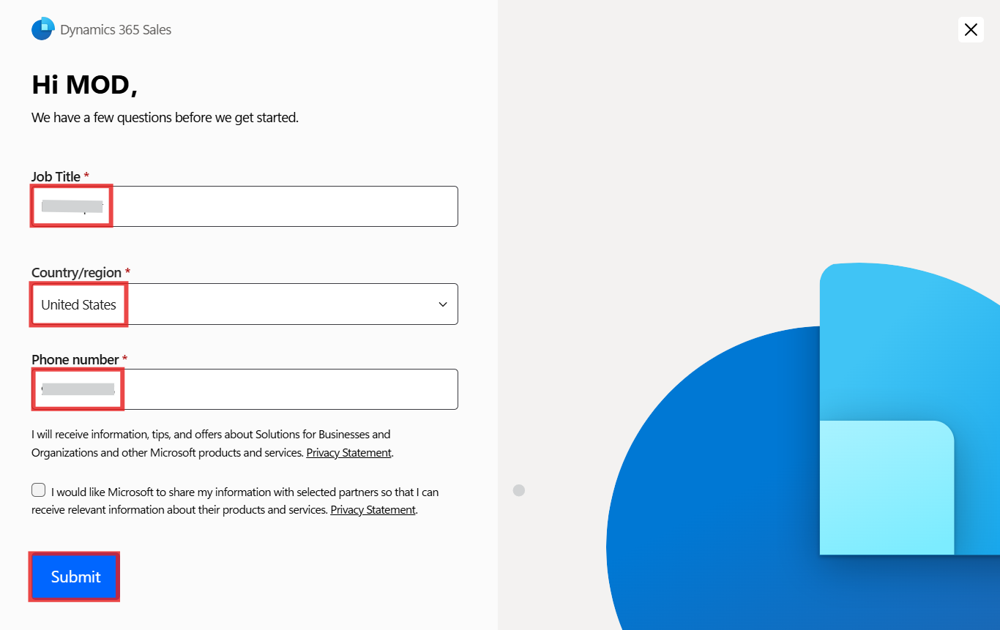 Dynamics 365 Sales
Hi MOD,
We have a few questions before we get started.
Job Title *
Country/region *
United States
Phone number *
I will receive information, tips, and offers about Solutions for Businesses and
Organizations and other Microsoft products and services. Privacy Statement.
I would like Microsoft to share my information with selected partners so that I can
receive relevant information about their products and services. Privacy Statement.
Submit